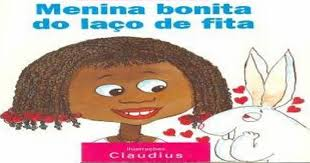 Menina bonita
do laço de fita
ilustrações
Claudius